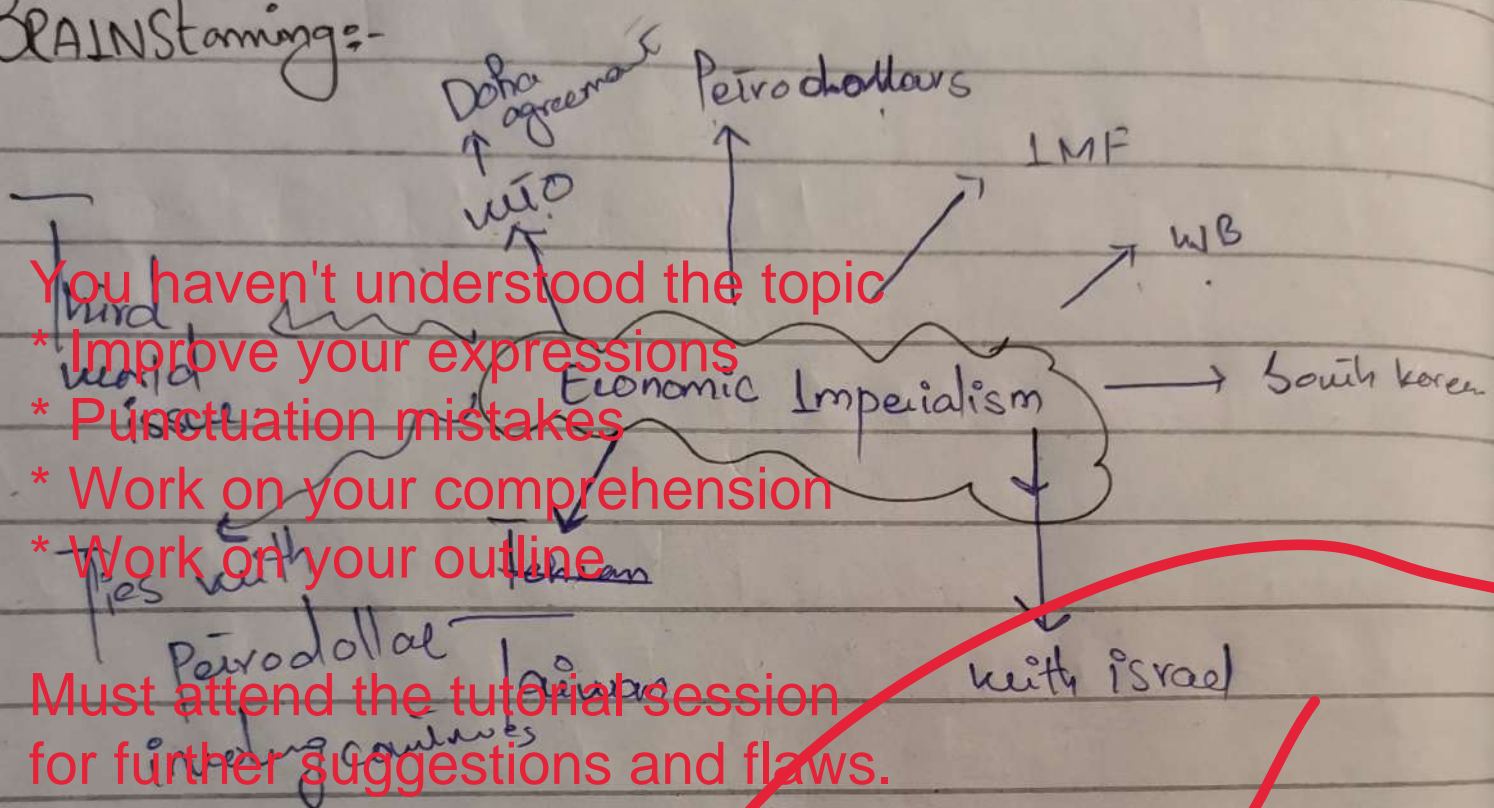 BRAINStorming:-
Doha
agreement
WTO
Petrodollars
IMF
WB
South korea
Third
world
issue
Economic Imperialism
Ties with
Petrodollar
countries
Taiwan
with israel
You haven't understood the topic
* Improve your expressions
* Punctuation mistakes
* Work on your comprehension
* Work on your outline
Must attend the tutorial session
for further suggestions and flaws.